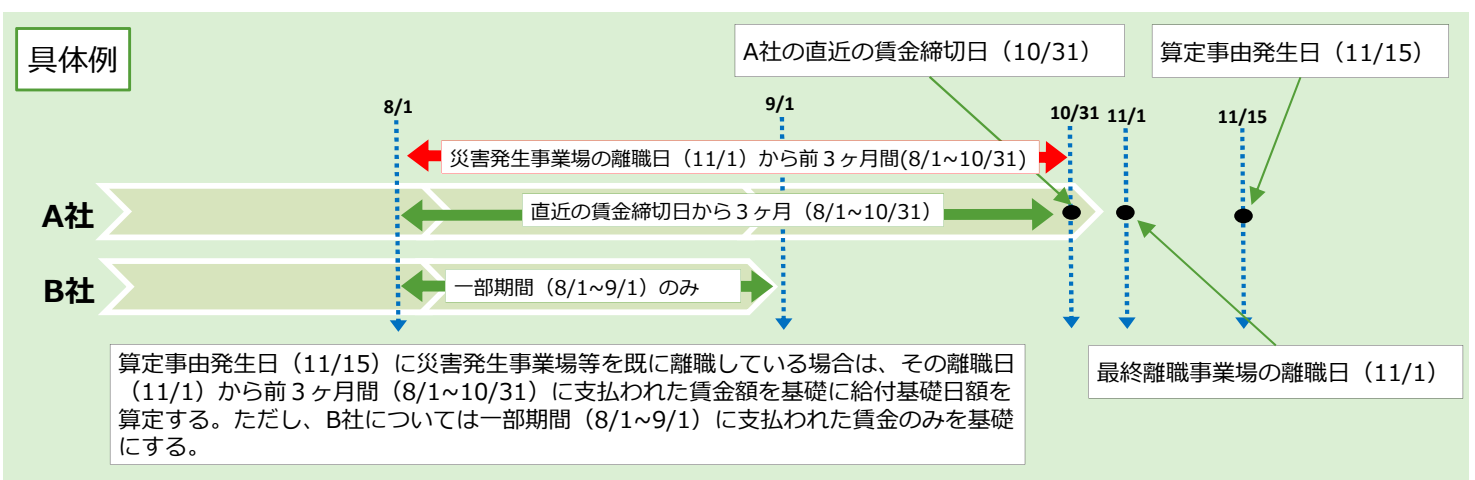 具体例
A社の直近の賃金締切日（10/31）
算定事由発生日（11/15）
8/1
9/1
10/31
11/1
11/15
災害発生事業場の離職日（11/1）から前３ヶ月間(8/1~10/31)
A社
直近の賃金締切日から３ヶ月（8/1~10/31）
B社
一部期間（8/1~9/1）のみ
算定事由発生日（11/15）に災害発生事業場等を既に離職している場合は、その離職日
（11/1）から前３ヶ月間（8/1~10/31）に支払われた賃金額を基礎に給付基礎日額を
算定する。ただし、B社については一部期間（8/1~9/1）に支払われた賃金のみを基礎
にする。
最終離職事業場の離職日（11/1）